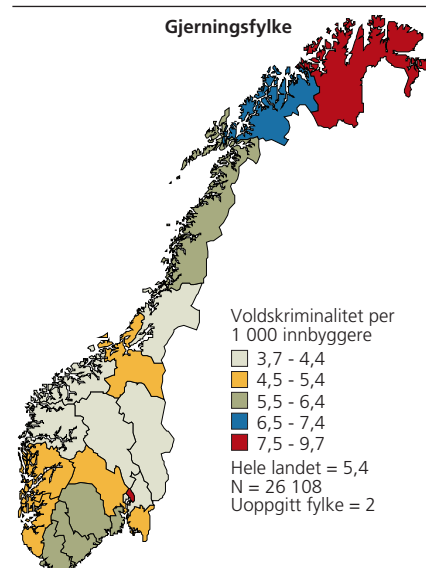 Gjerningsfylke
Voldskriminalitet per
1 000 innbyggere
3,7 - 4,4
4,5 - 5,4
5,5 - 6,4
6,5 - 7,4
7,5 - 9,7
Hele landet = 5,4
N = 26 108
Uoppgitt fylke = 2